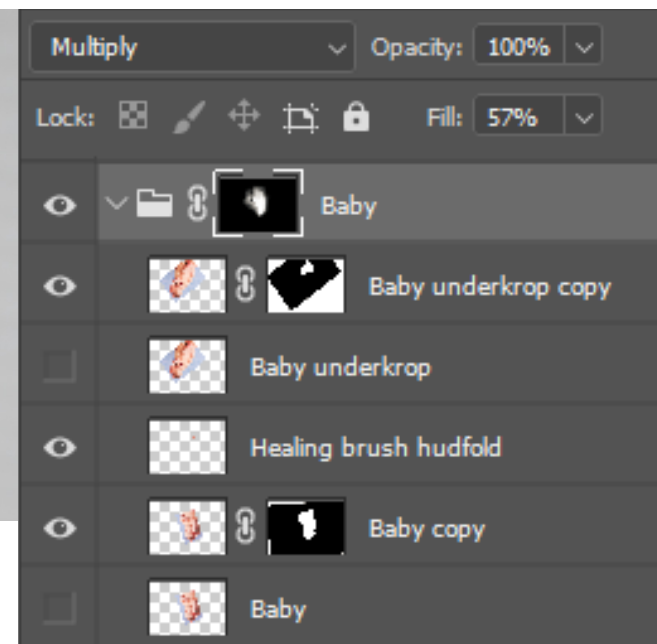 Multiply Opacity: 100%
Lock: Fill: 57%
Baby
Baby underkrop copy
Baby underkrop
Healing brush hudfold
Baby copy
Baby